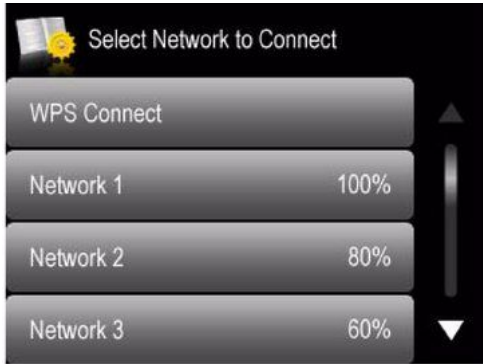 Select Network to Connect
WPS Connect
Network 1 100%
Network 2 80%
Network 3 60%